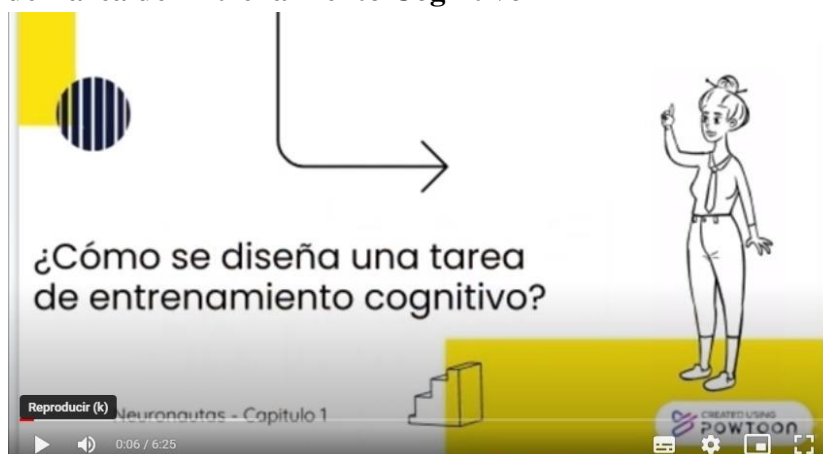 ¿Cómo se diseña una tarea
de entrenamiento cognitivo?
Reproducir (k)
Neuronautas - Capitulo 1
CREATED USING
POWTOON
0:06 / 6:25